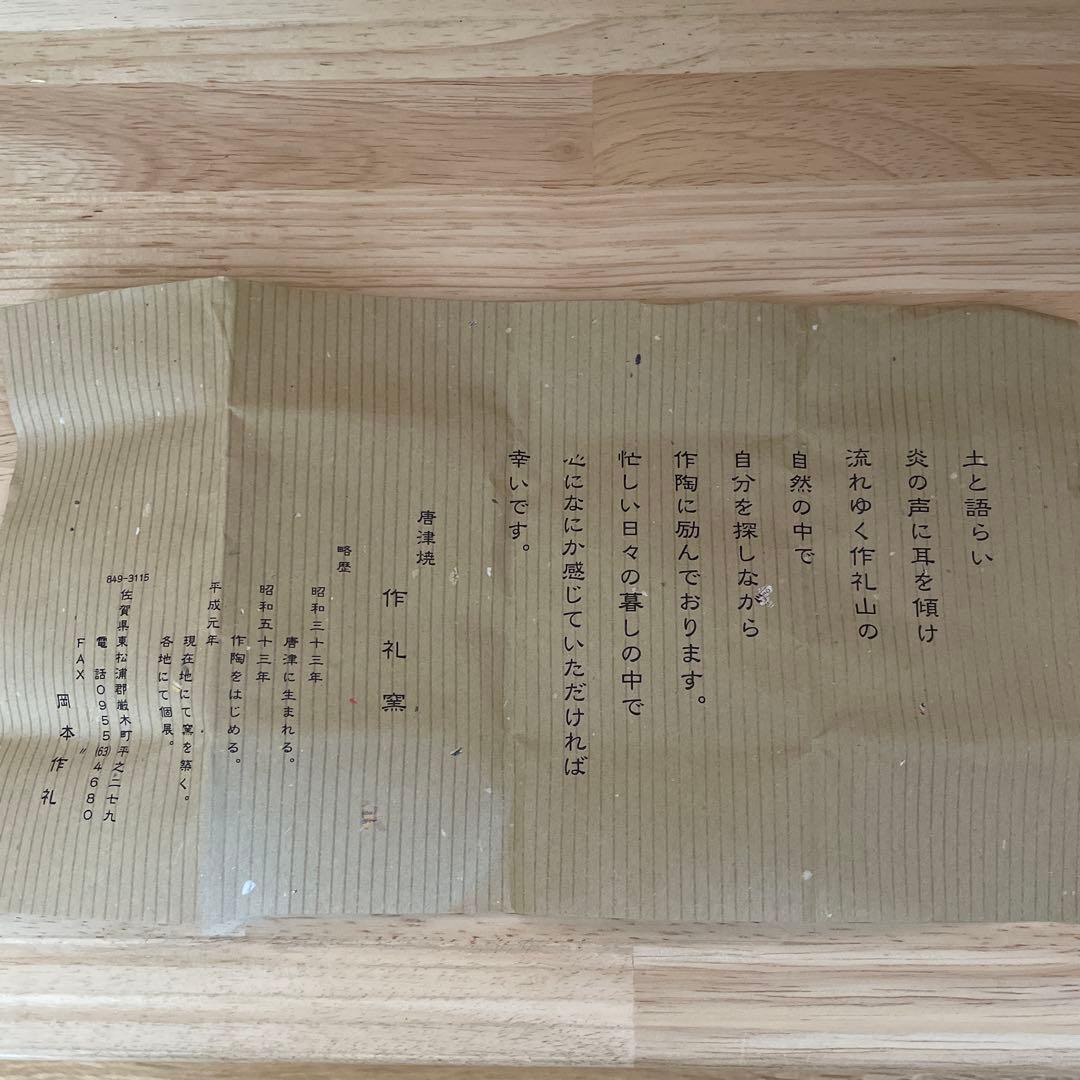 土と語らい
炎の声に耳を傾け
流れゆく作礼山の
自然の中で
自分を探しながら
作陶に励んでおります。
忙しい日々の暮しの中で
心になにか感じていただければ
幸いです。
唐津焼
作礼窯
略歴
昭和三十三年
唐津に生まれる。
昭和五十三年
作陶をはじめる。
平成元年
現在地にて窯を築く。
各地にて個展。
849-3115
佐賀県東松浦郡厳木町平之二七九
電話0955(63)4680
FAX 〃
岡本作礼